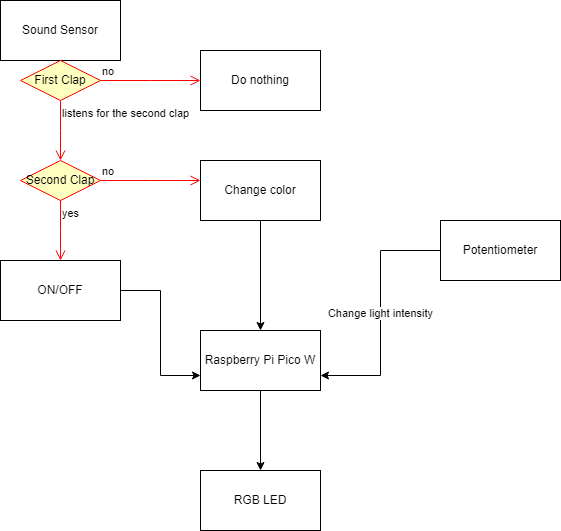 Sound Sensor
First Clap
no
Do nothing
listens for the second clap
Second Clap
no
Change color
yes
Potentiometer
ON/OFF
Change light intensity
Raspberry Pi Pico W
RGB LED